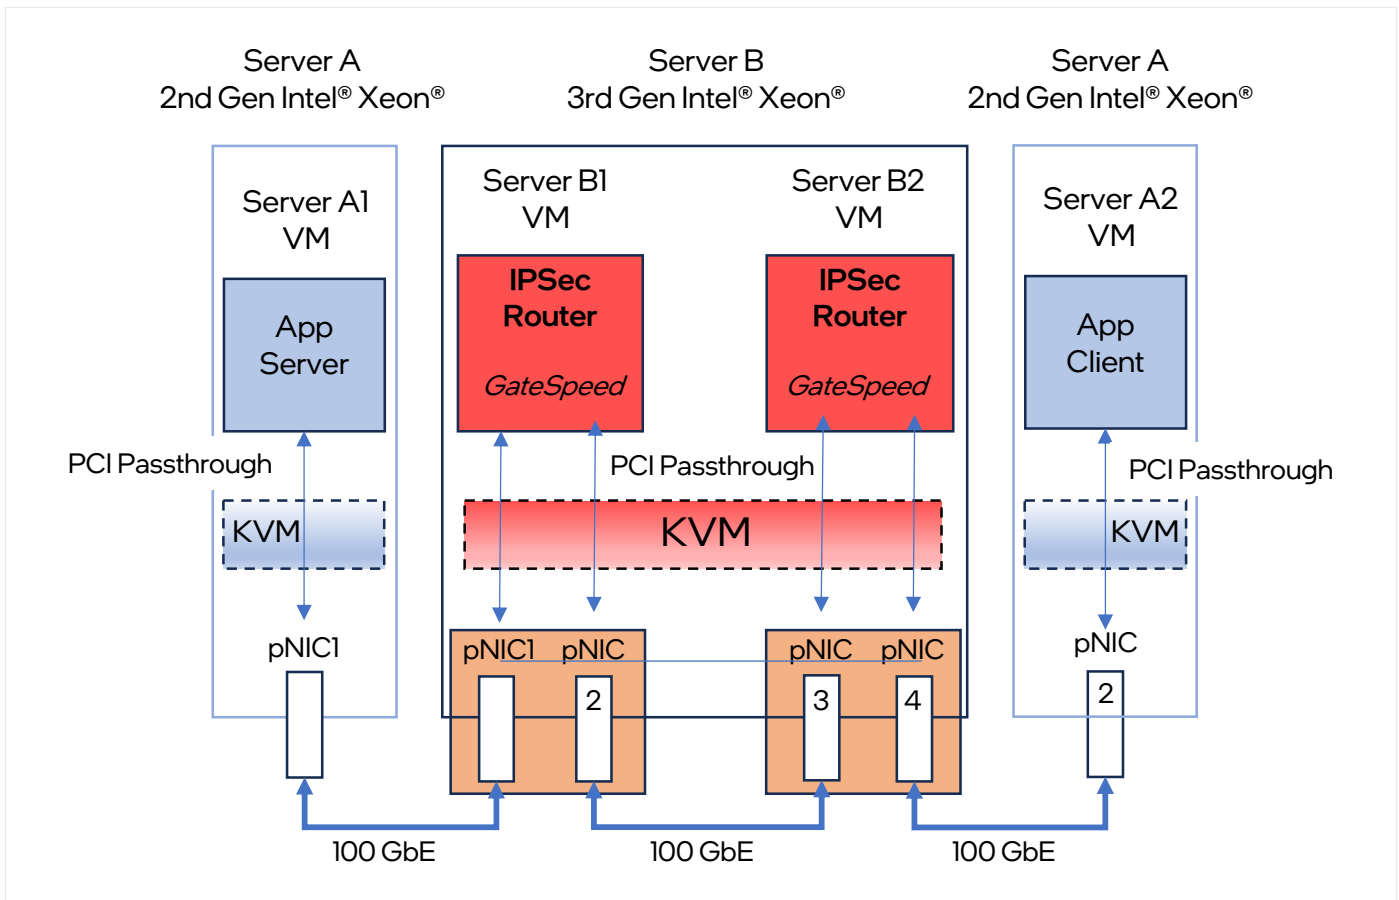 Server A
2nd Gen Intel® Xeon®
Server B
3rd Gen Intel® Xeon®
Server A
2nd Gen Intel® Xeon®
Server A1
VM
Server B1
VM
Server B2
VM
Server A2
VM
App
Server
IPSec
Router
GateSpeed
IPSec
Router
GateSpeed
App
Client
PCI Passthrough
PCI Passthrough
PCI Passthrough
KVM
KVM
KVM
pNIC1
pNIC1
pNIC
2
pNIC
3
pNIC
4
pNIC
2
100 GbE
100 GbE
100 GbE